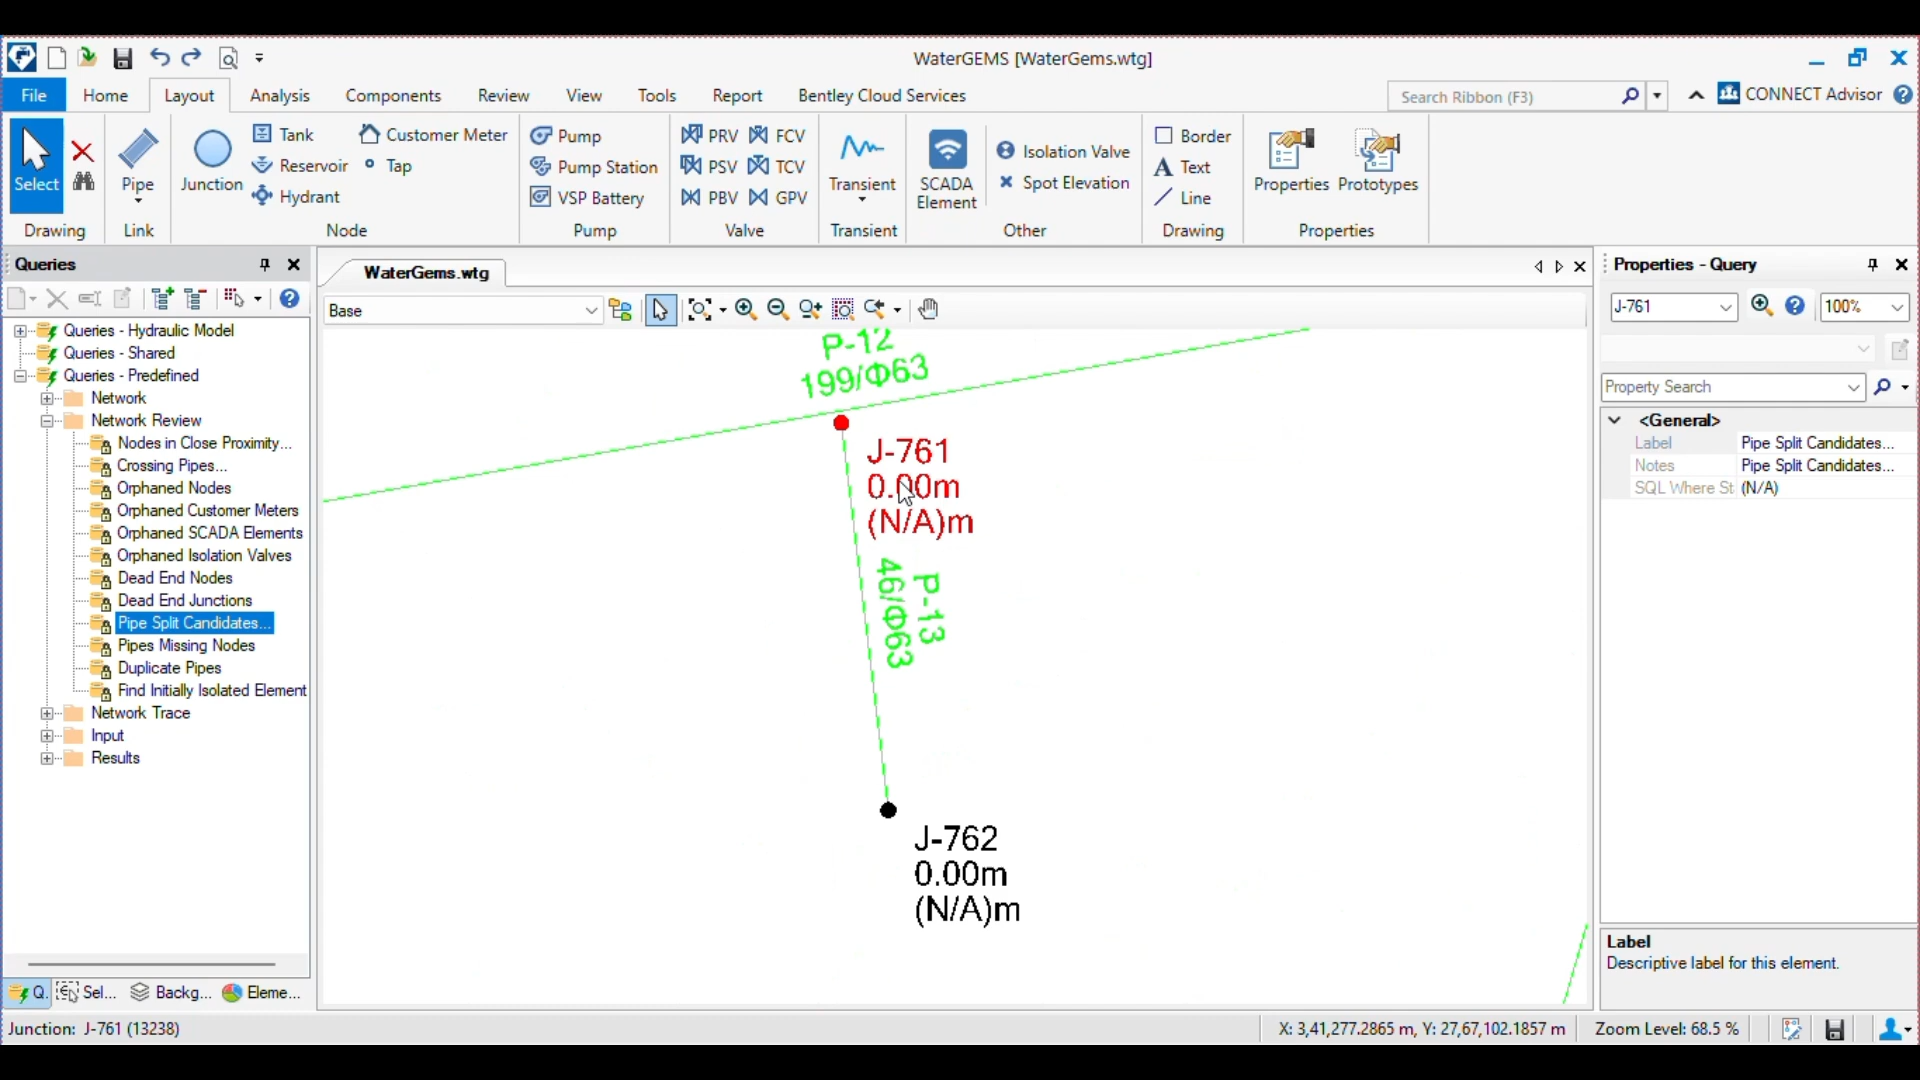 WaterGEMS [WaterGems.wtg]
File Home Layout Analysis Components Review View Tools Report Bentley Cloud Services
Search Ribbon (F3)
CONNECT Advisor
Select
Drawing
Pipe
Link
Junction
Tank
Reservoir
Hydrant
Customer Meter
Tap
Node
Pump
Pump Station
VSP Battery
Pump
PRV FCV
PSV TCV
PBV GPV
Valve
Transient
Transient
SCADA
Element
Isolation Valve
Spot Elevation
Other
Border
Text
Line
Drawing
Properties
Prototypes
Properties
Queries
Queries - Hydraulic Model
Queries - Shared
Queries - Predefined
Network
Network Review
Nodes in Close Proximity...
Crossing Pipes...
Orphaned Nodes
Orphaned Customer Meters
Orphaned SCADA Elements
Orphaned Isolation Valves
Dead End Nodes
Dead End Junctions
Pipe Split Candidates...
Pipes Missing Nodes
Duplicate Pipes
Find Initially Isolated Element
Network Trace
Input
Results
Q. Sel... Backg... Eleme...
WaterGems.wtg
Base
P-12
199/Φ63
J-761
0.00m
(N/A)m
P-13
46/Φ63
J-762
0.00m
(N/A)m
Properties - Query
J-761
100%
Property Search
<General>
Label Pipe Split Candidates...
Notes Pipe Split Candidates...
SQL Where St (N/A)
Label
Descriptive label for this element.
Junction: J-761 (13238)
X: 3,41,277.2865 m, Y: 27,67,102.1857 m
Zoom Level: 68.5 %